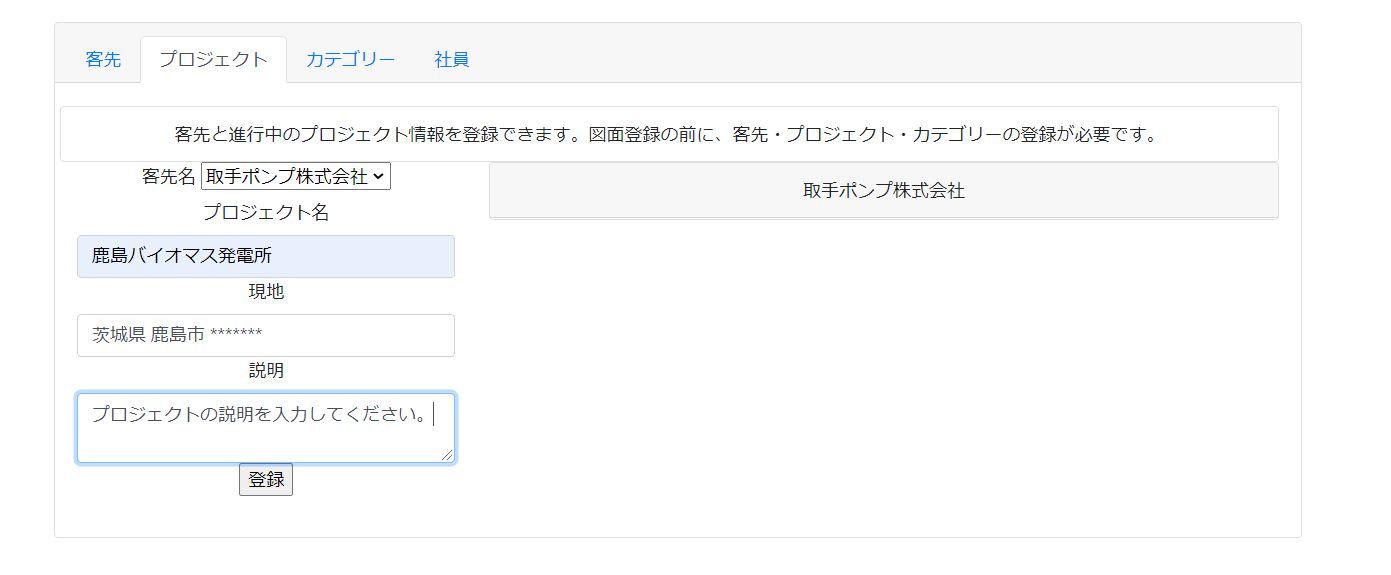 客先 プロジェクト カテゴリー 社員
客先と進行中のプロジェクト情報を登録できます。図面登録の前に、客先・プロジェクト・カテゴリーの登録が必要です。
客先名 取手ポンプ株式会社
プロジェクト名
鹿島バイオマス発電所
現地
茨城県 鹿島市 *******
説明
プロジェクトの説明を入力してください。
登録
取手ポンプ株式会社